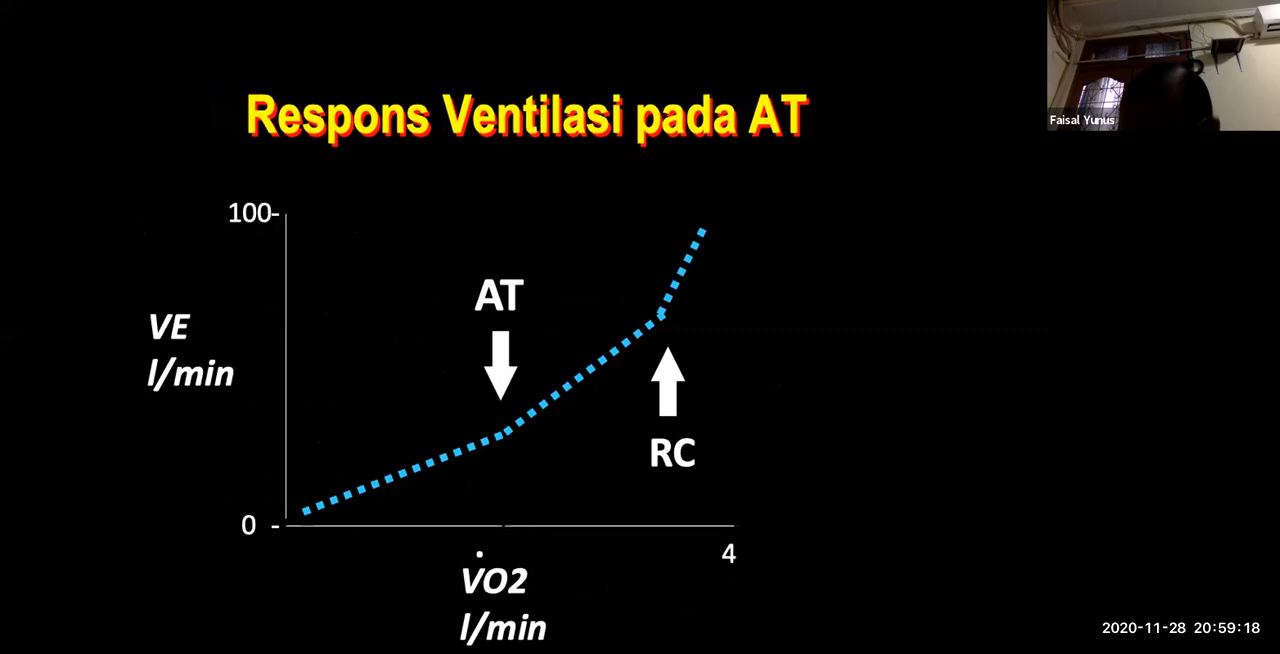 Respons Ventilasi pada AT
Faisal Yunus
100-
AT
VE
l/min
RC
0 -
4
V̇O2
l/min
2020-11-28 20:59:18